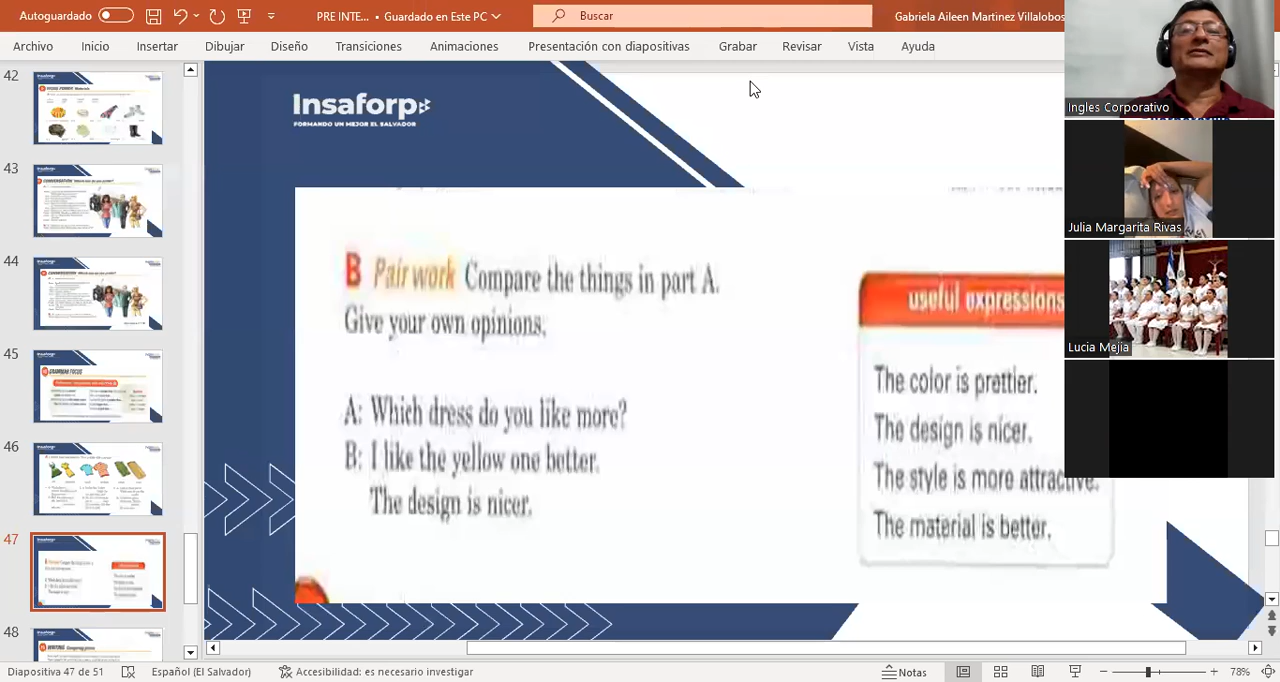 Autoguardado
PRE INTE... • Guardado en Este PC
Buscar
Gabriela Aileen Martinez Villalobos
Archivo Inicio Insertar Dibujar Diseño Transiciones Animaciones Presentación con diapositivas Grabar Revisar Vista Ayuda
42
43
44
45
46
47
48
Insaforp
FORMANDO UN MEJOR EL SALVADOR
B Pair work Compare the things in part A.
Give your own opinions.
A: Which dress do you like more?
B: I like the yellow one better.
The design is nicer.
useful expressions
The color is prettier.
The design is nicer.
The style is more attractive.
The material is better.
Ingles Corporativo
Julia Margarita Rivas
Lucia Mejia
Diapositiva 47 de 51
Español (El Salvador)
Accesibilidad: es necesario investigar
Notas
78%